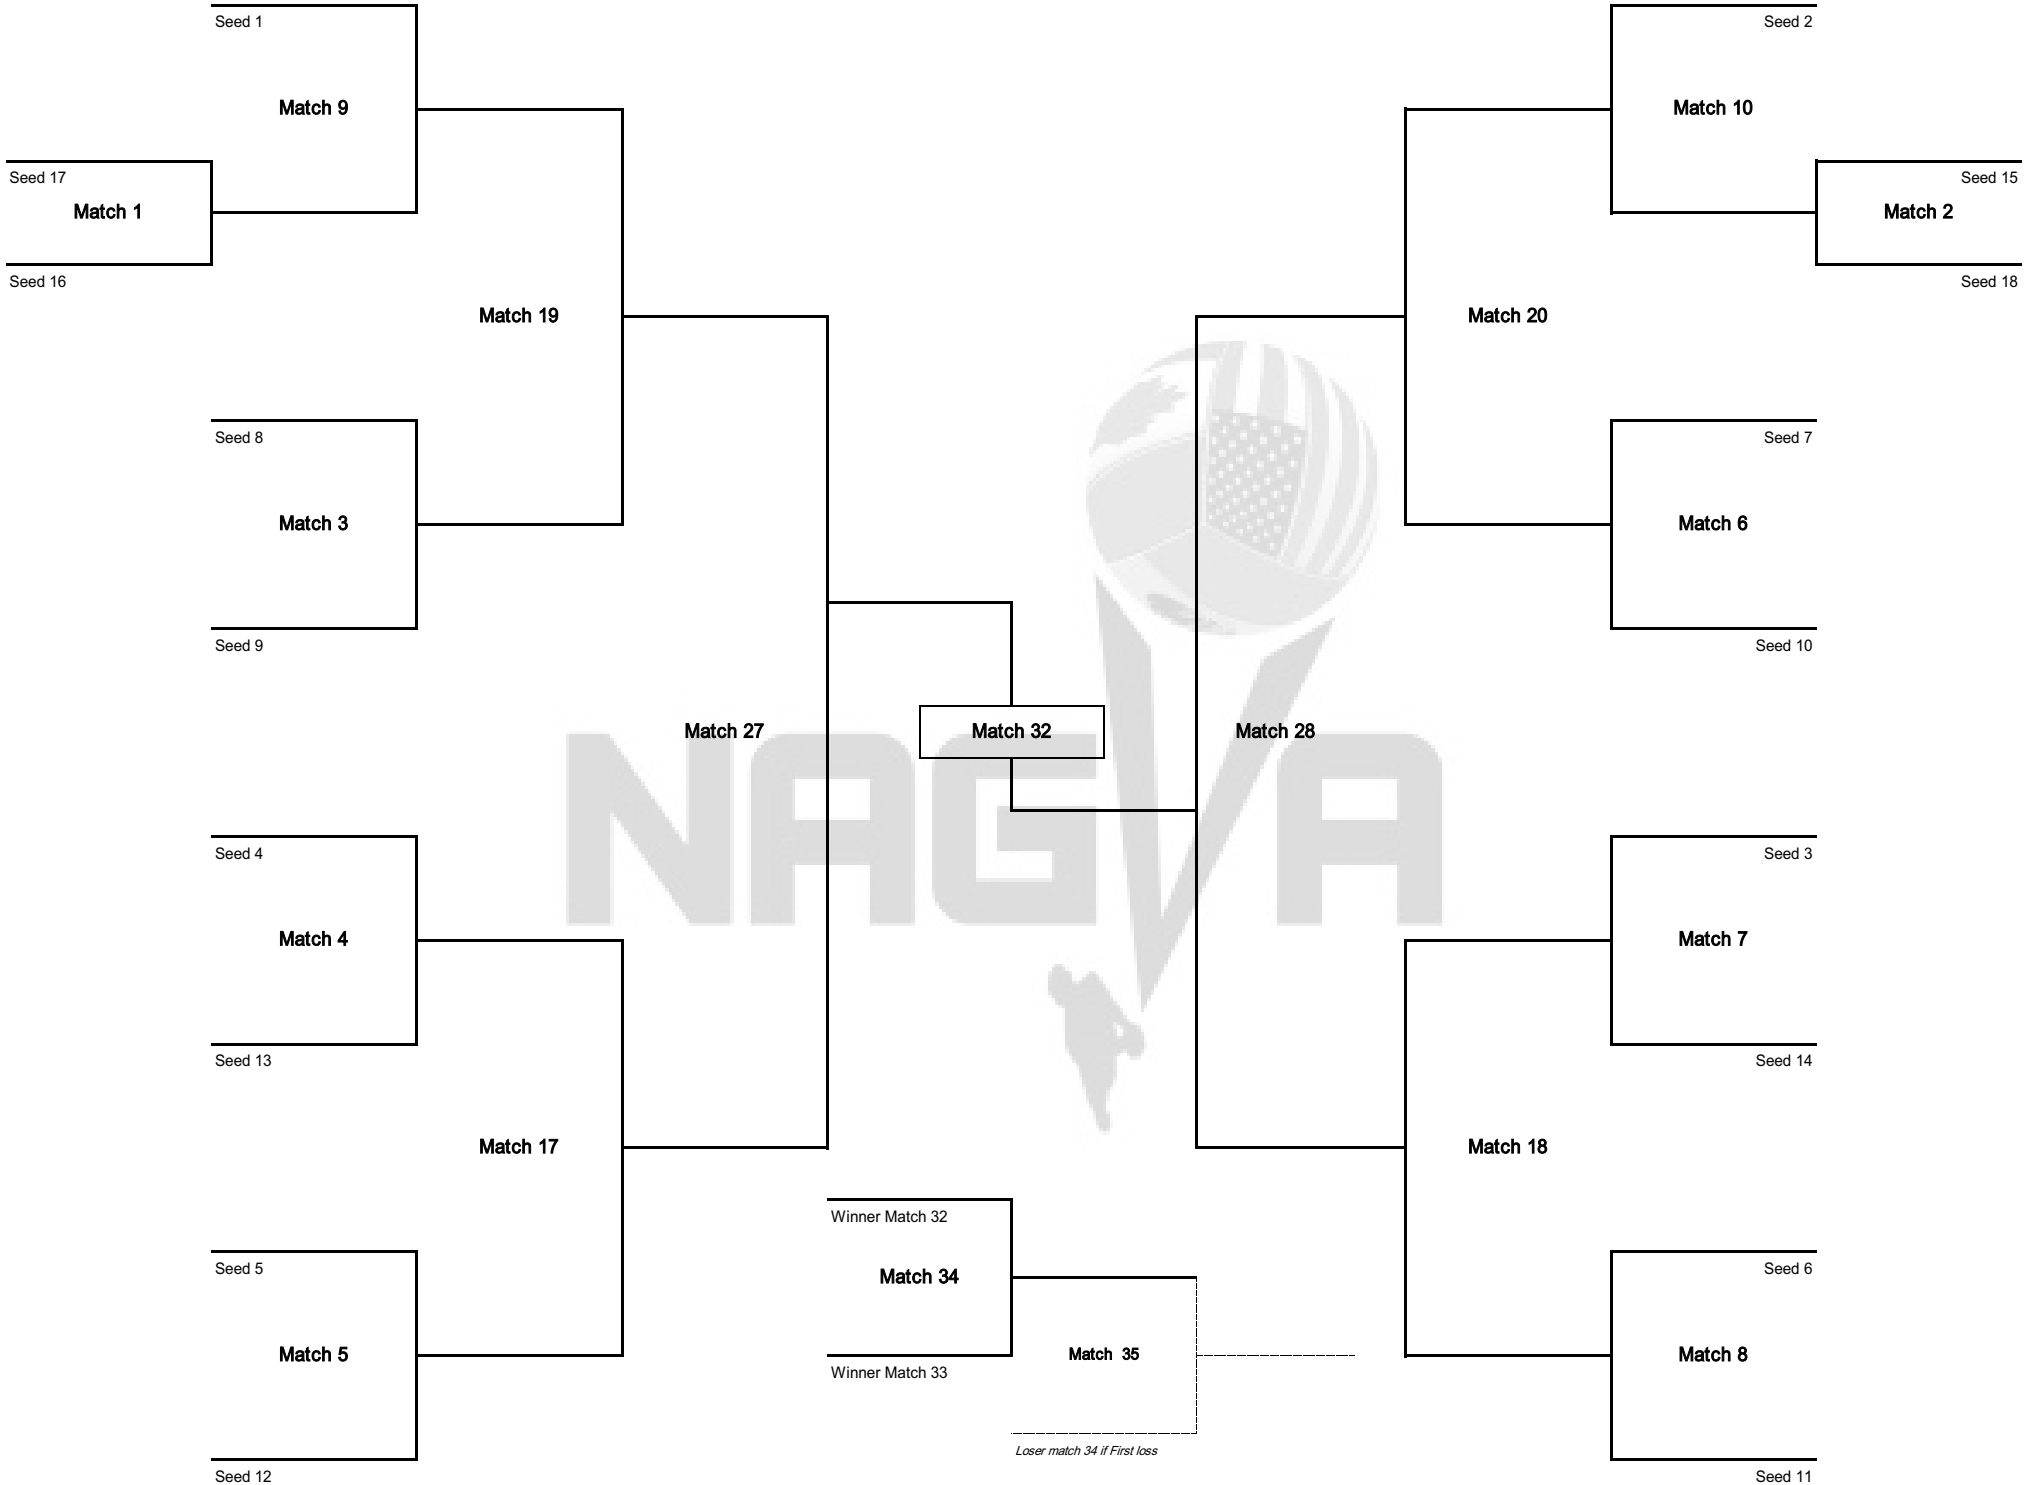 Seed 1
Seed 2
Match 9
Match 10
Seed 17
Seed 15
Match 1
Match 2
Seed 16
Seed 18
Match 19
Match 20
Seed 8
Seed 7
Match 3
Match 6
Seed 9
Seed 10
Match 27
Match 32
Match 28
NAGVA
Seed 4
Seed 3
Match 4
Match 7
Seed 13
Seed 14
Match 17
Match 18
Winner Match 32
Seed 5
Match 34
Seed 6
Match 5
Match 35
Match 8
Winner Match 33
Loser match 34 if First loss
Seed 12
Seed 11